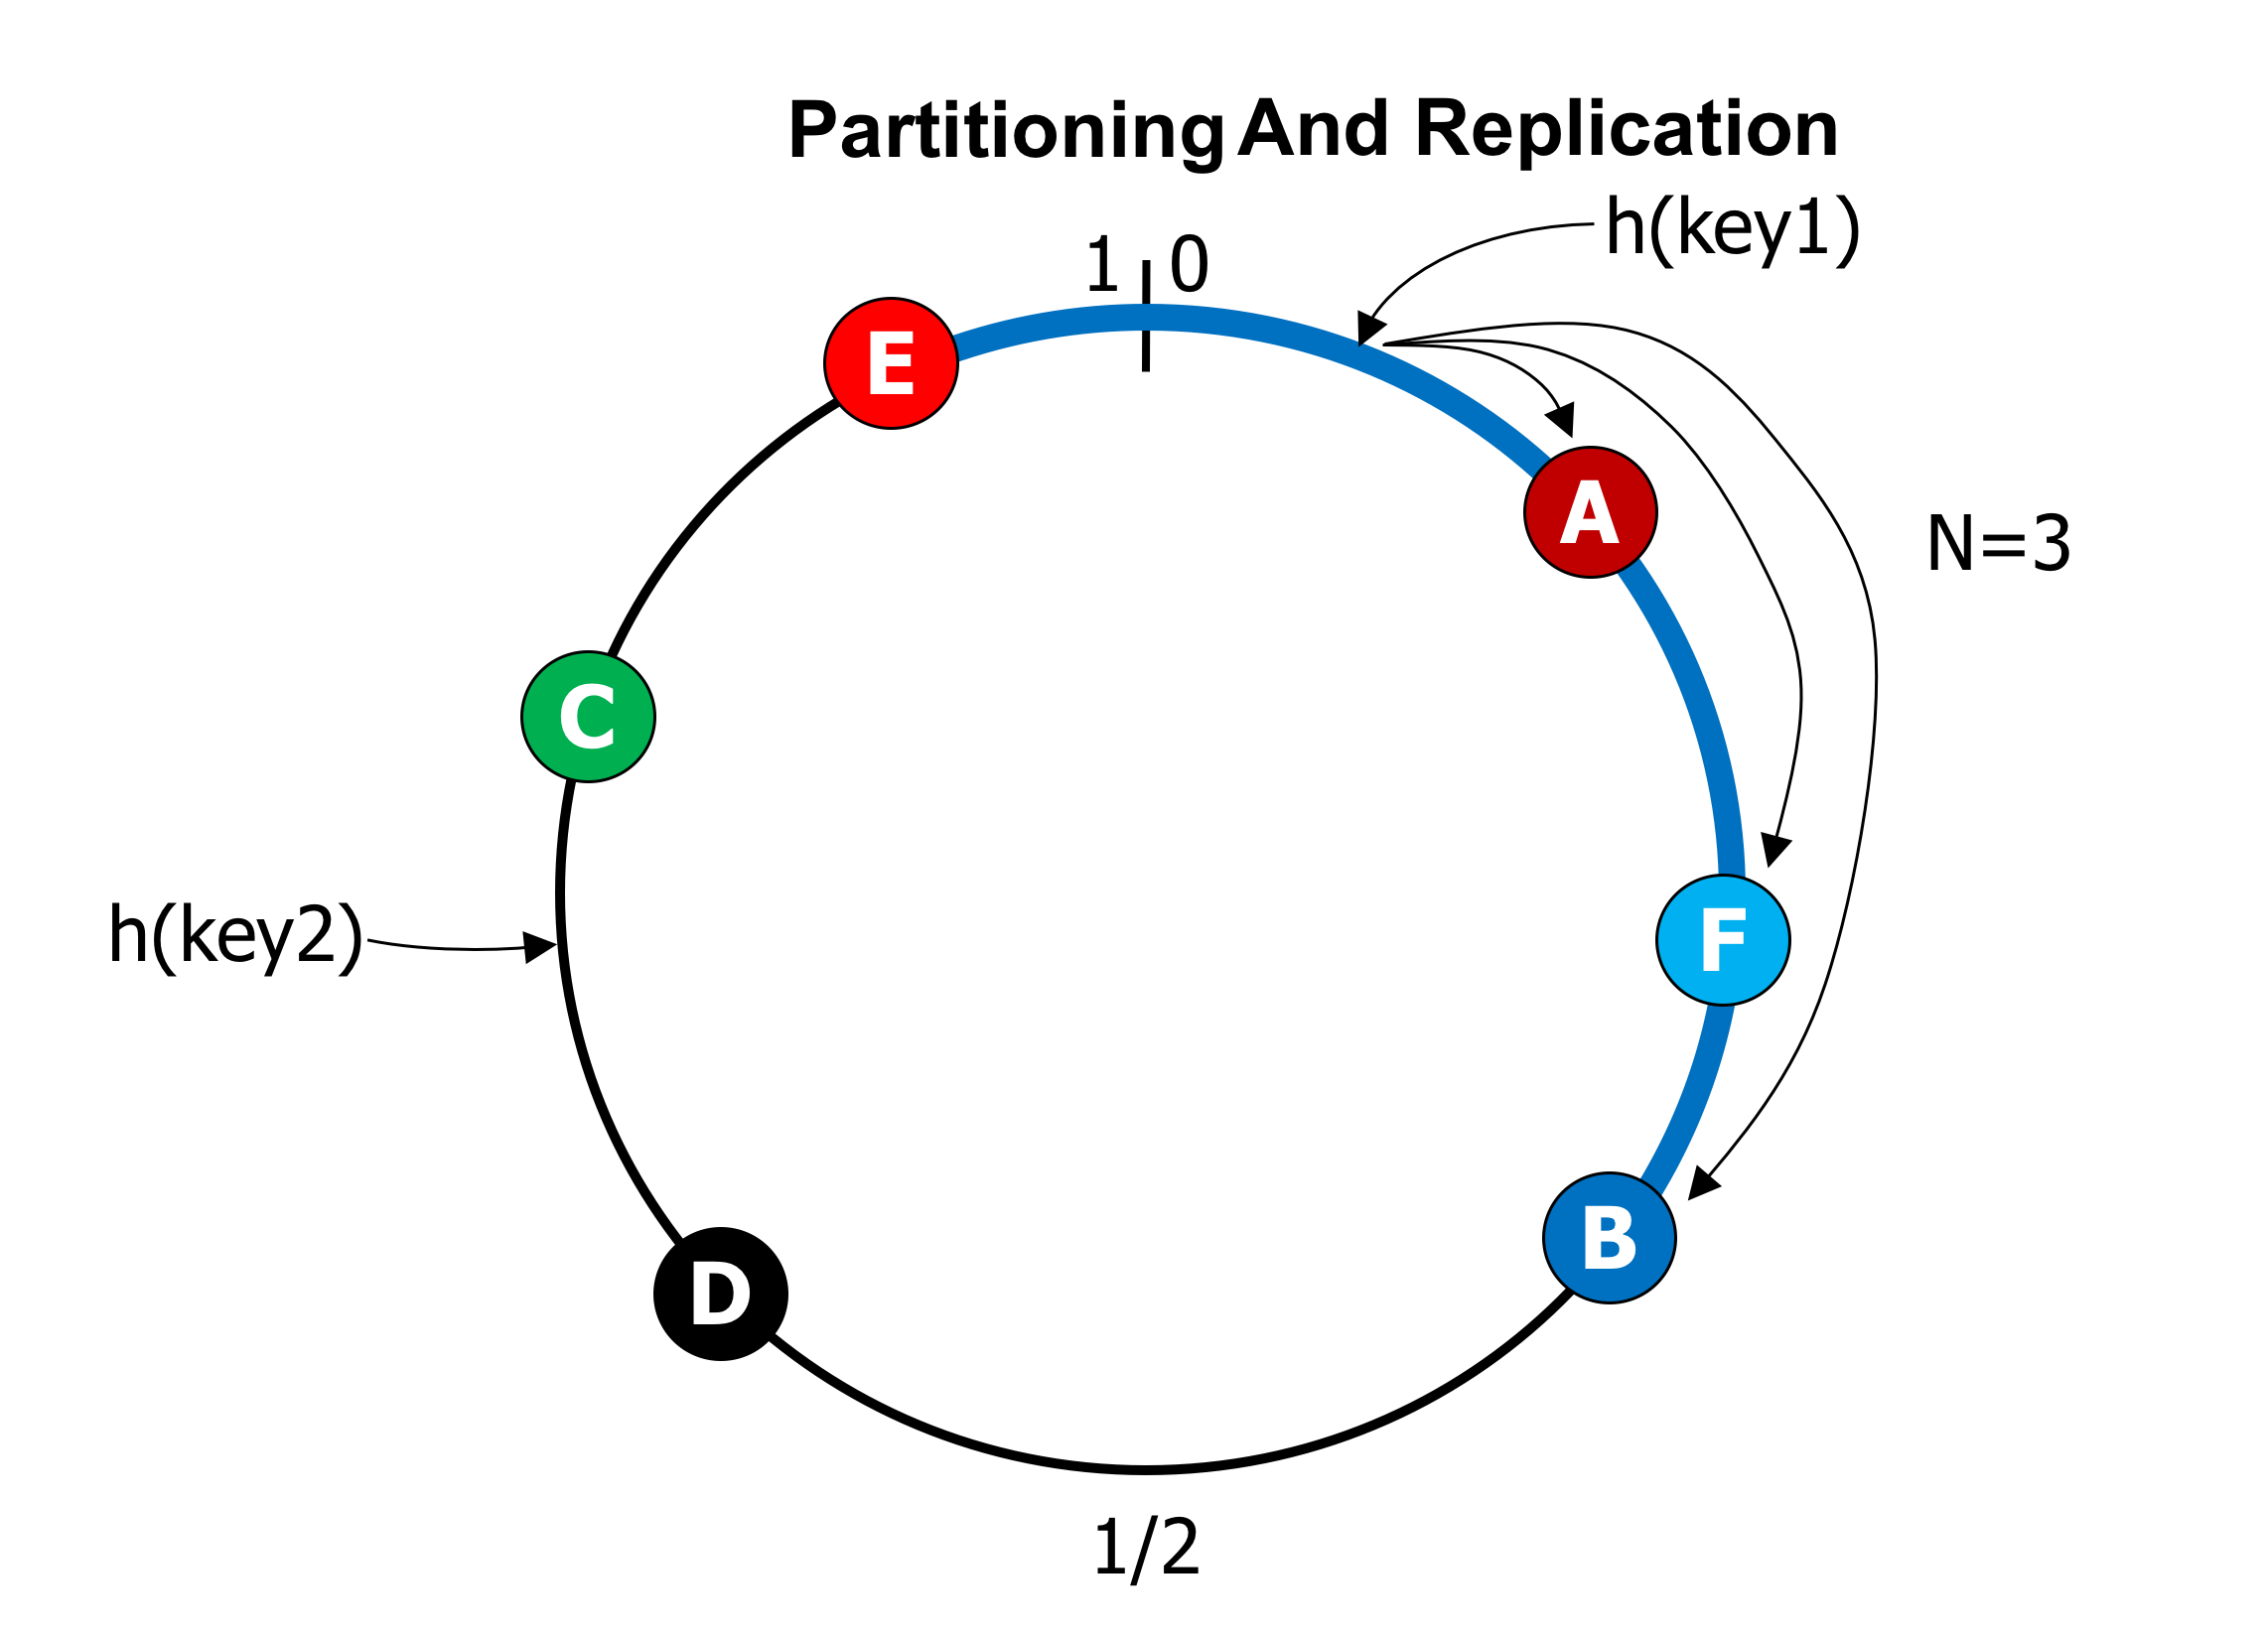 Partitioning And Replication
h(key1)
1 0
E
A
N=3
C
h(key2)
F
B
D
1/2